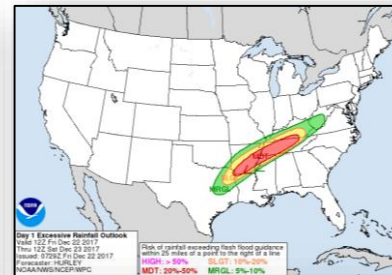 MDT
MRGL
NOAA
Day 1 Excessive Rainfall Outlook
Valid 12Z Fri Dec 22 2017
Thru 12Z Sat Dec 23 2017
Issued: 0729Z Fri Dec 22 2017
Forecaster: HURLEY
NOAA/NWS/NCEP/WPC
Risk of rainfall exceeding flash flood guidance
within 25 miles of a point to the right of a line
HIGH: > 50% SLGT: 10%-20%
MDT: 20%-50% MRGL: 5%-10%